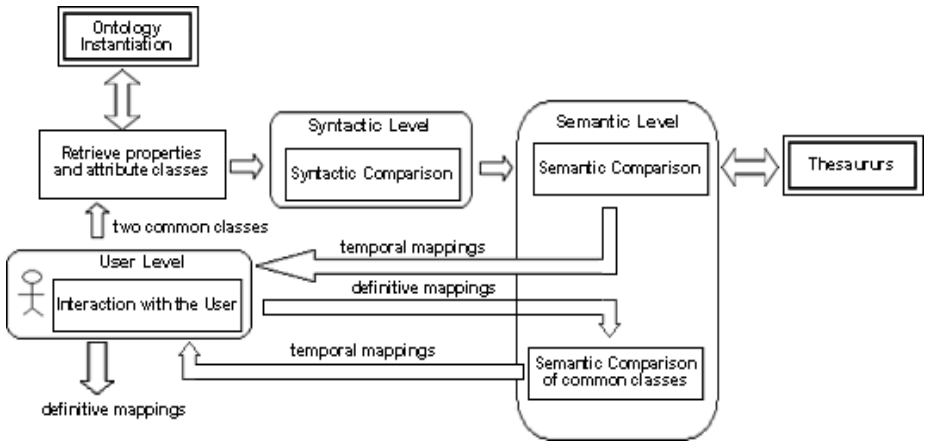 Ontology
Instantiation
Syntactic Level
Semantic Level
Retrieve properties
and attribute classes
Syntactic Comparison
Semantic Comparison
Thesaururs
two common classes
temporal mappings
User Level
definitive mappings
Interaction with the User
temporal mappings
Semantic Comparison
of common classes
definitive mappings